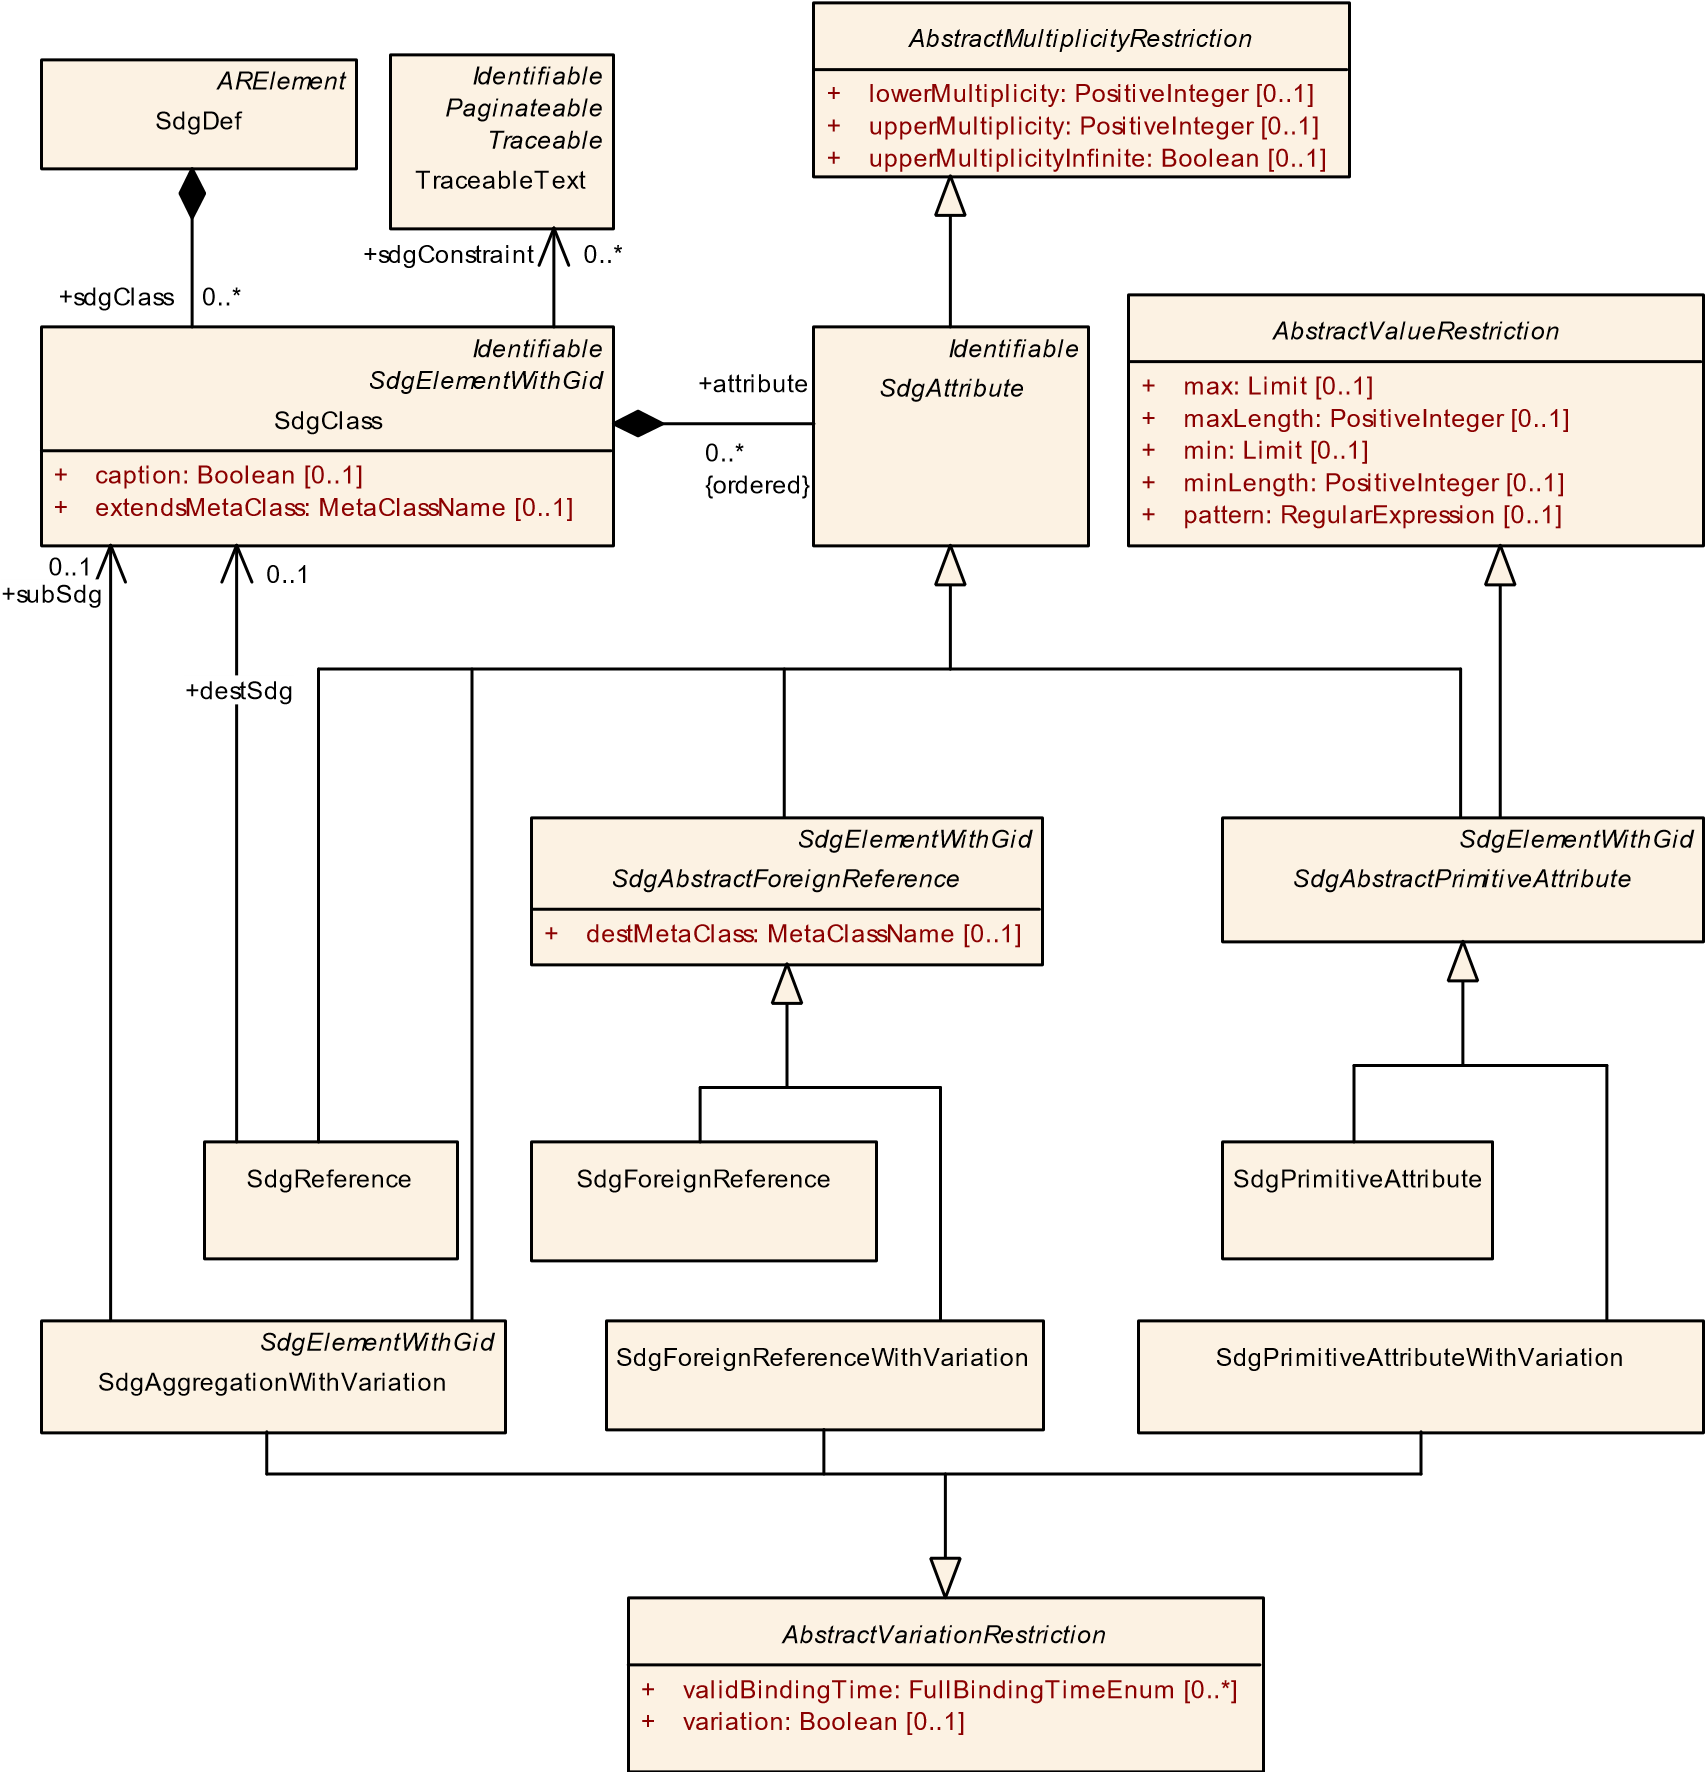 AbstractMultiplicityRestriction
+ lowerMultiplicity: PositiveInteger [0..1]
+ upperMultiplicity: PositiveInteger [0..1]
+ upperMultiplicityInfinite: Boolean [0..1]
ARElement
SdgDef
Identifiable
Paginateable
Traceable
TraceableText
+sdgConstraint 0..*
+sdgClass 0..*
Identifiable
SdgElementWithGid
SdgClass
+ caption: Boolean [0..1]
+ extendsMetaClass: MetaClassName [0..1]
+attribute
0..*
{ordered}
Identifiable
SdgAttribute
AbstractValueRestriction
+ max: Limit [0..1]
+ maxLength: PositiveInteger [0..1]
+ min: Limit [0..1]
+ minLength: PositiveInteger [0..1]
+ pattern: RegularExpression [0..1]
0..1
+subSdg
0..1
+destSdg
SdgElementWithGid
SdgAbstractForeignReference
+ destMetaClass: MetaClassName [0..1]
SdgElementWithGid
SdgAbstractPrimitiveAttribute
SdgReference
SdgForeignReference
SdgPrimitiveAttribute
SdgElementWithGid
SdgAggregationWithVariation
SdgForeignReferenceWithVariation
SdgPrimitiveAttributeWithVariation
AbstractVariationRestriction
+ validBindingTime: FullBindingTimeEnum [0..*]
+ variation: Boolean [0..1]